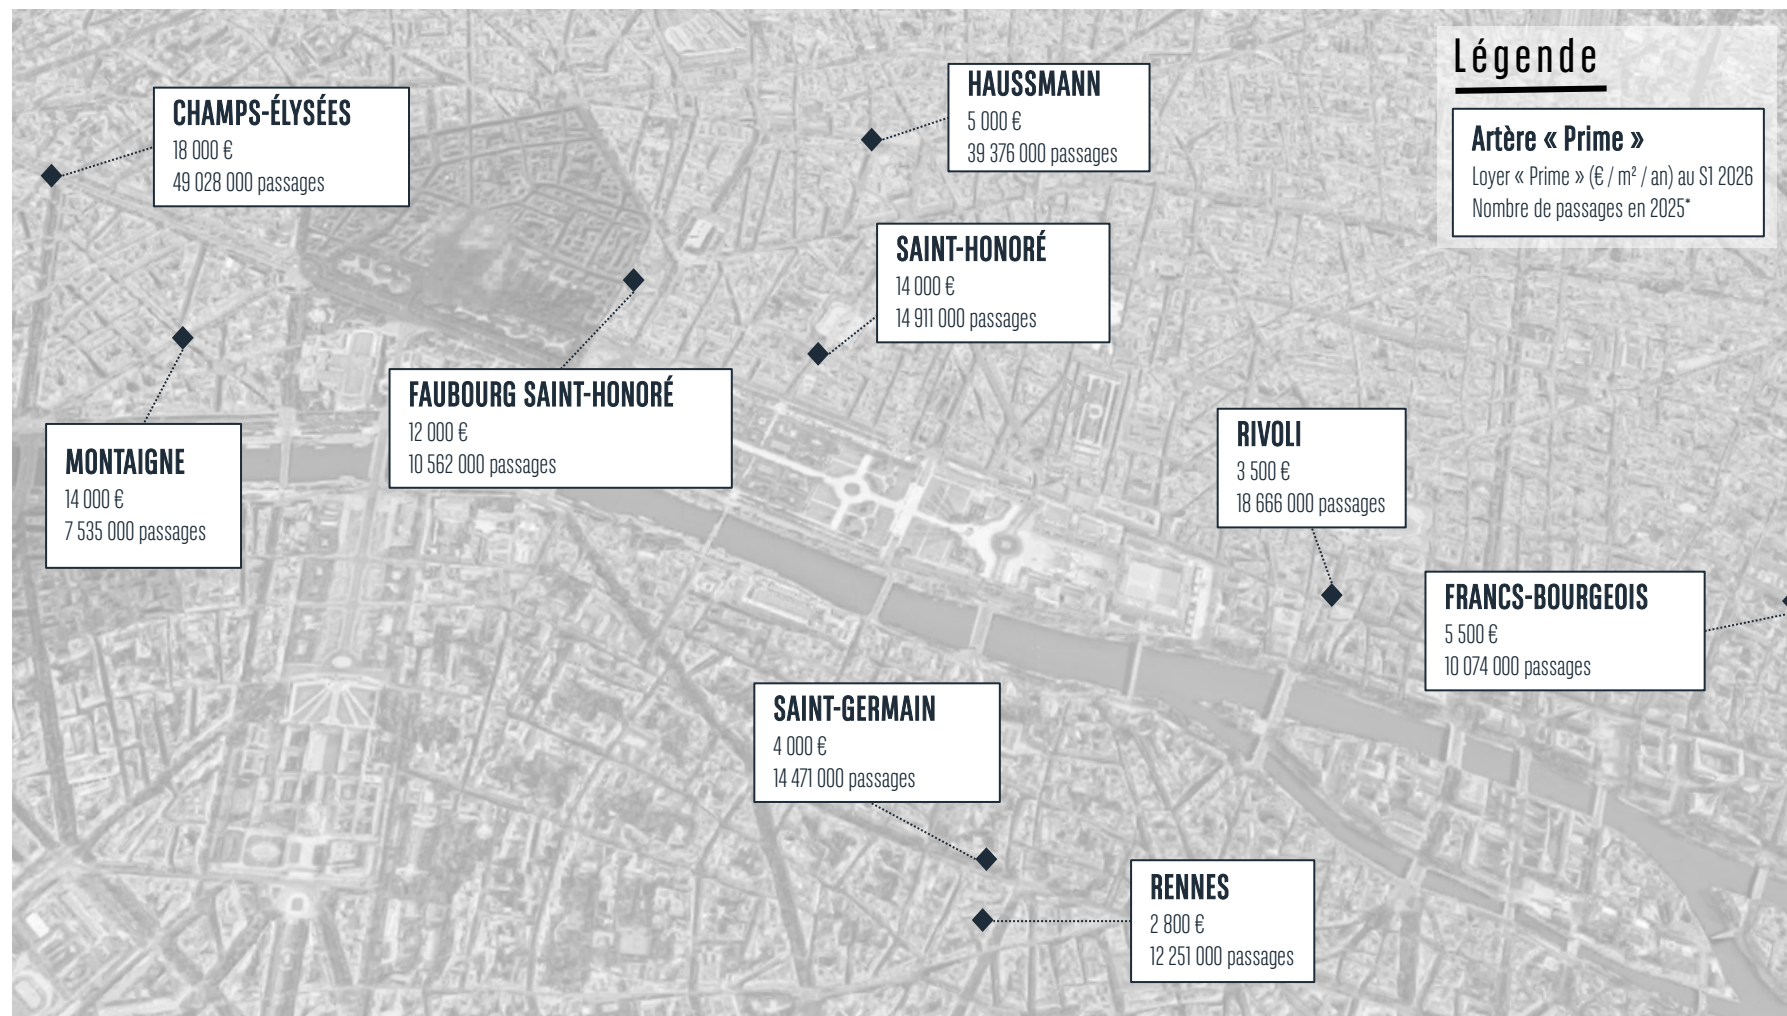 Légende
Artère « Prime »
Loyer « Prime » (€ / m² / an) au S1 2026
Nombre de passages en 2025*
CHAMPS-ÉLYSÉES
18 000 €
49 028 000 passages
HAUSSMANN
5 000 €
39 376 000 passages
SAINT-HONORÉ
14 000 €
14 911 000 passages
FAUBOURG SAINT-HONORÉ
12 000 €
10 562 000 passages
MONTAIGNE
14 000 €
7 535 000 passages
RIVOLI
3 500 €
18 666 000 passages
FRANCS-BOURGEOIS
5 500 €
10 074 000 passages
SAINT-GERMAIN
4 000 €
14 471 000 passages
RENNES
2 800 €
12 251 000 passages